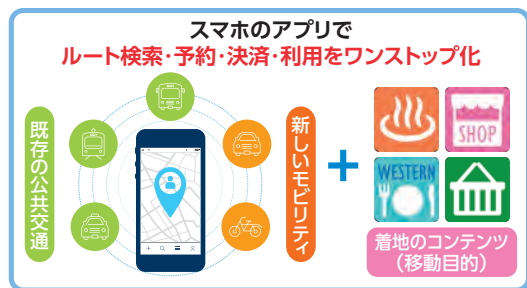 スマホのアプリで
ルート検索・予約・決済・利用をワンストップ化
既存の公共交通
新しいモビリティ
+
SHOP
WESTERN
着地のコンテンツ
(移動目的)